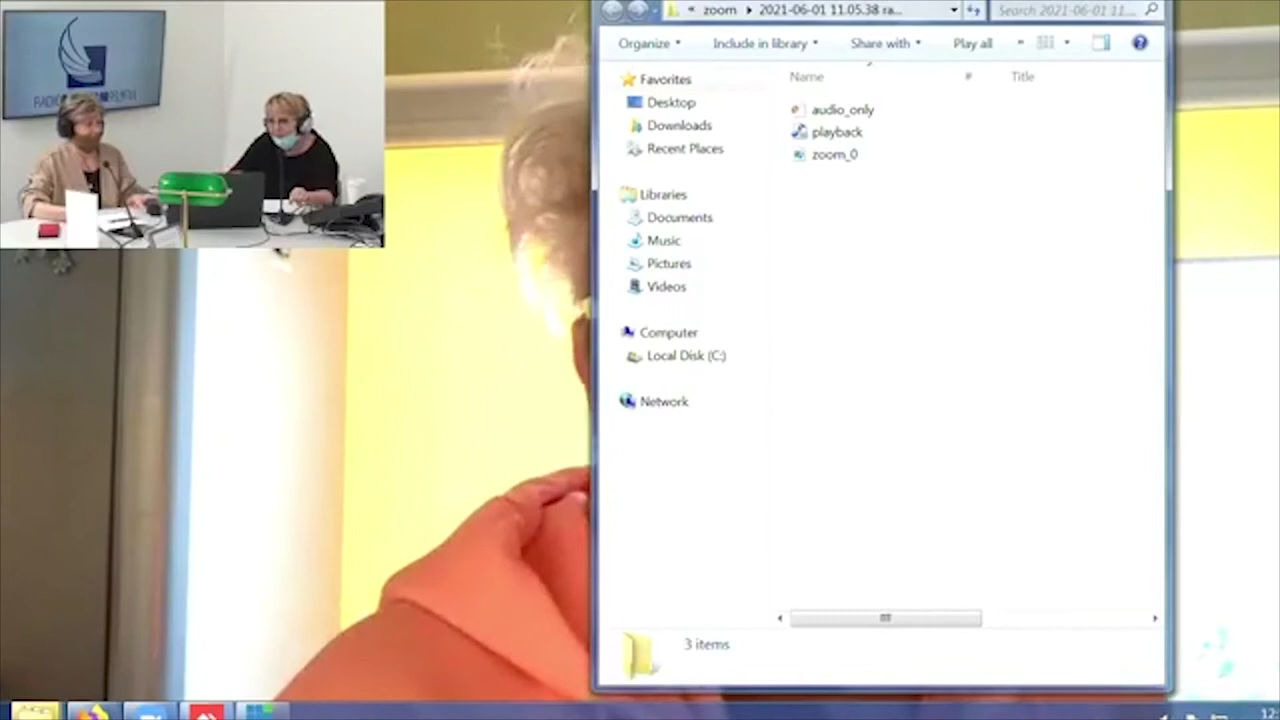 RADIO
« zoom ▸ 2021-06-01 11.05.38 ra...
Search 2021-06-01 11....
Organize
Include in library
Share with
Play all
»
Favorites
Desktop
Downloads
Recent Places
Libraries
Documents
Music
Pictures
Videos
Computer
Local Disk (C:)
Network
Name
#
Title
audio_only
playback
zoom_0
3 items
12: